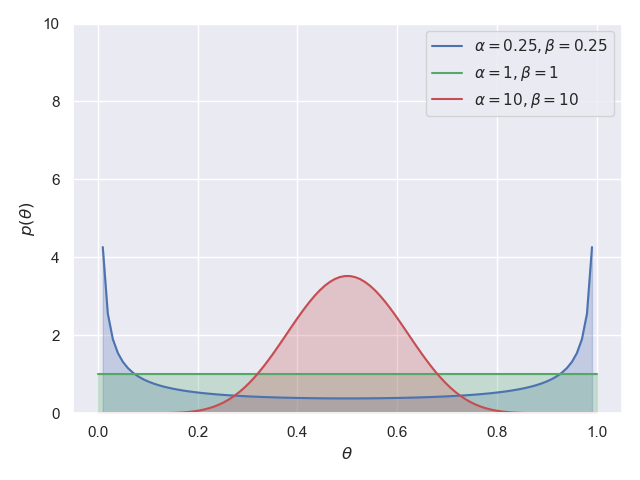 10
8
6
4
2
0
p(θ)
α = 0.25, β = 0.25
α = 1, β = 1
α = 10, β = 10
0.0 0.2 0.4 0.6 0.8 1.0
θ